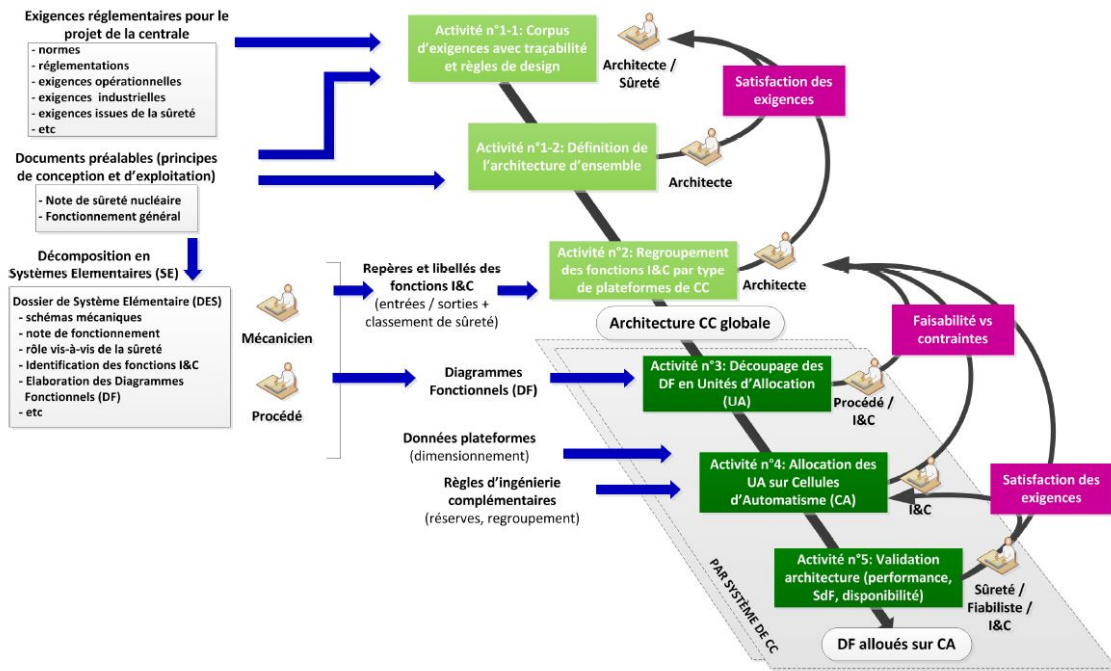 Exigences réglementaires pour le
projet de la centrale
- normes
- réglementations
- exigences opérationnelles
- exigences industrielles
- exigences issues de la sûreté
- etc
Documents préalables (principes
de conception et d'exploitation)
- Note de sûreté nucléaire
- Fonctionnement général
Décomposition en
Systèmes Elementaires (SE)
Dossier de Système Elémentaire (DES)
- schémas mécaniques
- note de fonctionnement
- rôle vis-à-vis de la sûreté
- Identification des fonctions I&C
- Elaboration des Diagrammes
Fonctionnels (DF)
- etc
Mécanicien
Procédé
Repères et libellés des
fonctions I&C
(entrées / sorties +
classement de sûreté)
Diagrammes
Fonctionnels (DF)
Données plateformes
(dimensionnement)
Règles d'ingénierie
complémentaires
(réserves, regroupement)
Activité n°1-1: Corpus
d'exigences avec traçabilité
et règles de design
Architecte /
Sûreté
Satisfaction des
exigences
Activité n°1-2: Définition de
l'architecture d'ensemble
Architecte
Activité n°2: Regroupement
des fonctions I&C par type
de plateformes de CC
Architecte
Architecture CC globale
Faisabilité vs
contraintes
Activité n°3: Découpage des
DF en Unités d'Allocation
(UA)
Procédé /
I&C
Activité n°4: Allocation des
UA sur Cellules
d'Automatisme (CA)
I&C
Satisfaction des
exigences
Activité n°5: Validation
architecture (performance,
SdF, disponibilité)
Sûreté /
Fiabiliste /
I&C
PAR SYSTÈME DE CC
DF alloués sur CA